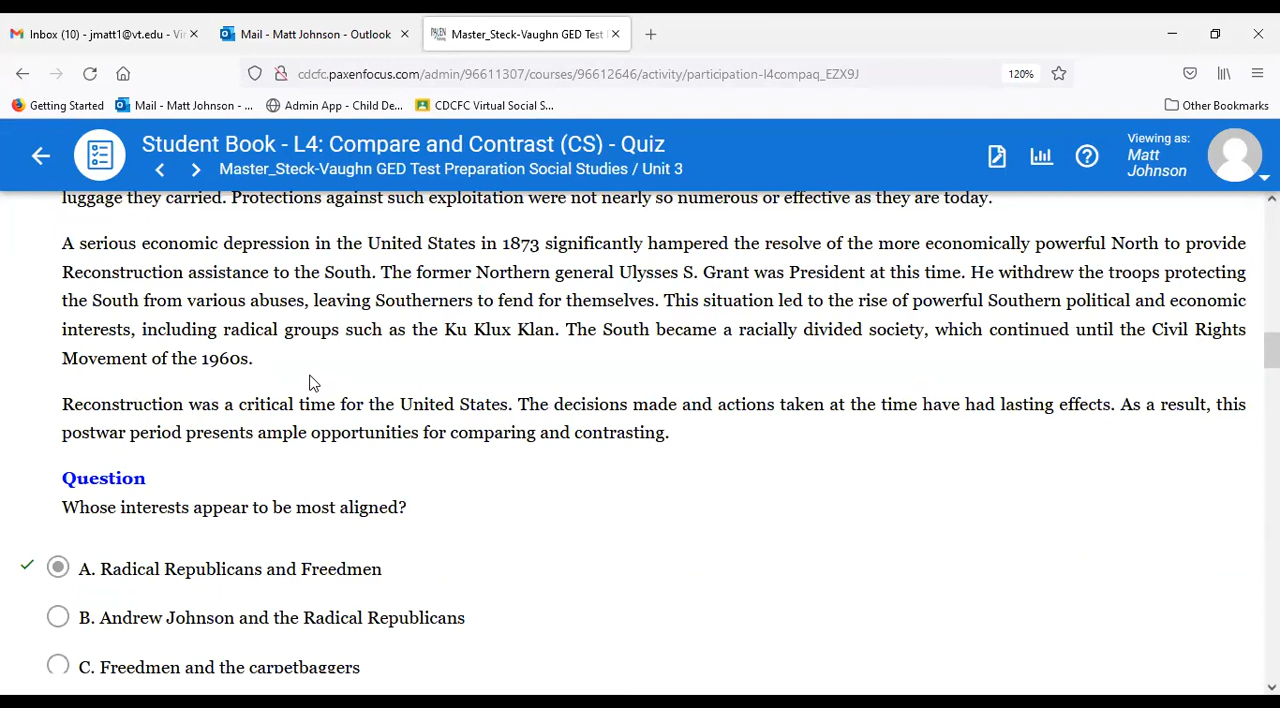 Inbox (10) - jmatt1@vt.edu - Vir
Mail - Matt Johnson - Outlook
PAXEN Master_Steck-Vaughn GED Test
cdcfc.paxenfocus.com/admin/96611307/courses/96612646/activity/participation-l4compaq_EZX9J
120%
Getting Started
Mail - Matt Johnson - ...
Admin App - Child De...
CDCFC Virtual Social S...
Other Bookmarks
Student Book - L4: Compare and Contrast (CS) - Quiz
Master_Steck-Vaughn GED Test Preparation Social Studies / Unit 3
Viewing as:
Matt
Johnson
luggage they carried. Protections against such exploitation were not nearly so numerous or effective as they are today.
A serious economic depression in the United States in 1873 significantly hampered the resolve of the more economically powerful North to provide
Reconstruction assistance to the South. The former Northern general Ulysses S. Grant was President at this time. He withdrew the troops protecting
the South from various abuses, leaving Southerners to fend for themselves. This situation led to the rise of powerful Southern political and economic
interests, including radical groups such as the Ku Klux Klan. The South became a racially divided society, which continued until the Civil Rights
Movement of the 1960s.
Reconstruction was a critical time for the United States. The decisions made and actions taken at the time have had lasting effects. As a result, this
postwar period presents ample opportunities for comparing and contrasting.
Question
Whose interests appear to be most aligned?
A. Radical Republicans and Freedmen
B. Andrew Johnson and the Radical Republicans
C. Freedmen and the carpetbaggers